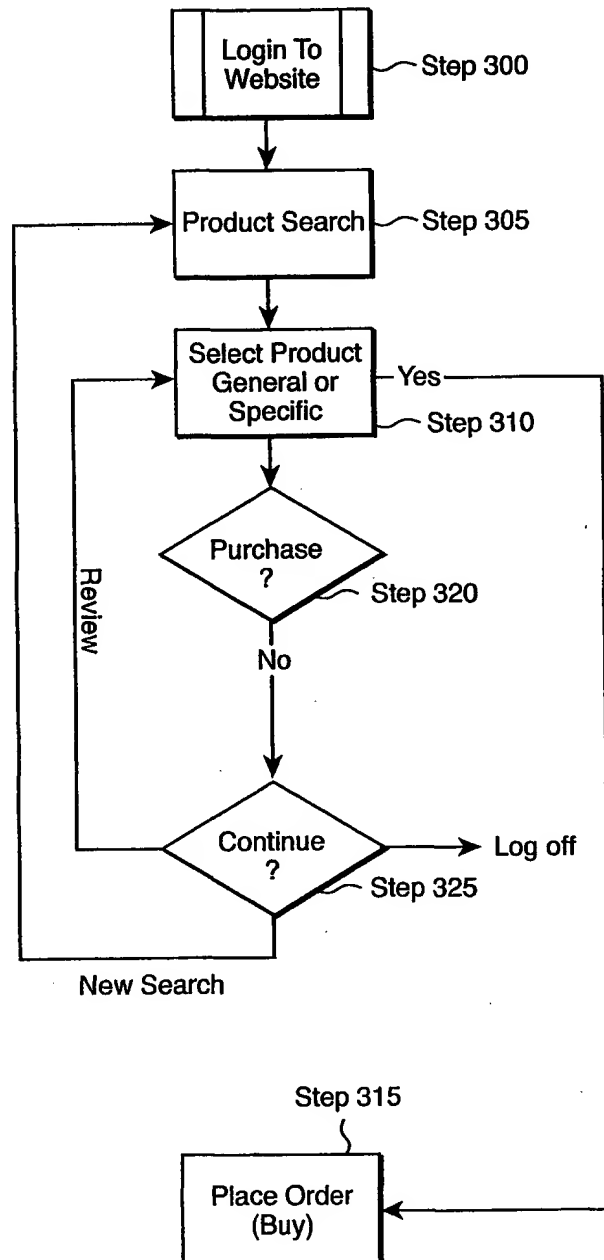 Login To
Website
Step 300
Product Search
Step 305
Select Product
General or
Specific
Yes
Step 310
Purchase
?
Step 320
Review
No
Continue
?
Log off
Step 325
New Search
Step 315
Place Order
(Buy)